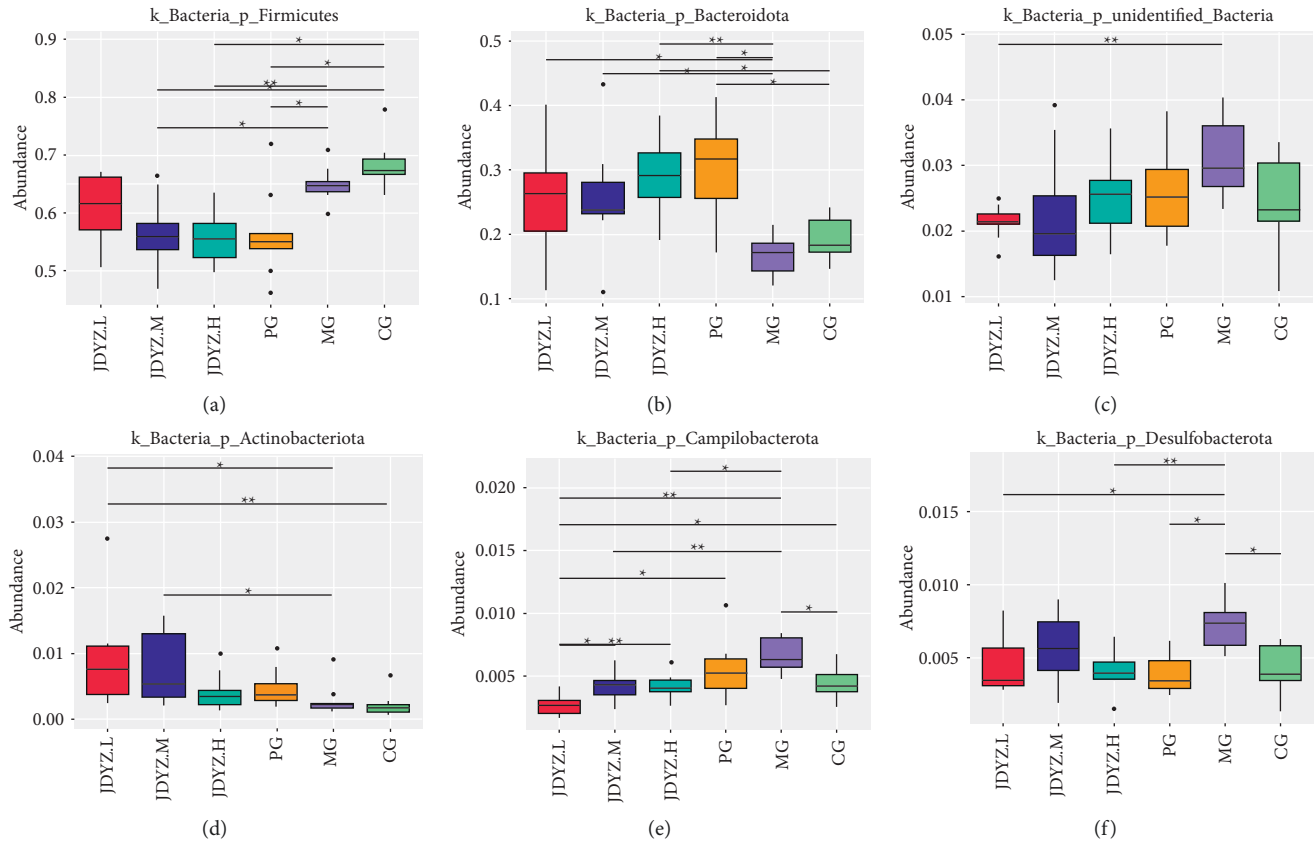 k_Bacteria_p_Firmicutes
0.9
0.8
0.7
0.6
0.5
Abundance
*
*
**
*
*
*
JDYZ.L
JDYZ.M
JDYZ.H
PG
MG
CG
(a)
k_Bacteria_p_Bacteroidota
0.5
0.4
0.3
0.2
0.1
Abundance
**
*
*
*
*
*
JDYZ.L
JDYZ.M
JDYZ.H
PG
MG
CG
(b)
k_Bacteria_p_unidentified_Bacteria
0.05
0.04
0.03
0.02
0.01
Abundance
**
JDYZ.L
JDYZ.M
JDYZ.H
PG
MG
CG
(c)
k_Bacteria_p_Actinobacteriota
0.04
0.03
0.02
0.01
0.00
Abundance
*
**
*
JDYZ.L
JDYZ.M
JDYZ.H
PG
MG
CG
(d)
k_Bacteria_p_Campilobacterota
0.020
0.015
0.010
0.005
Abundance
*
**
*
**
*
*
* **
JDYZ.L
JDYZ.M
JDYZ.H
PG
MG
CG
(e)
k_Bacteria_p_Desulfobacterota
0.015
0.010
0.005
Abundance
**
*
*
*
JDYZ.L
JDYZ.M
JDYZ.H
PG
MG
CG
(f)